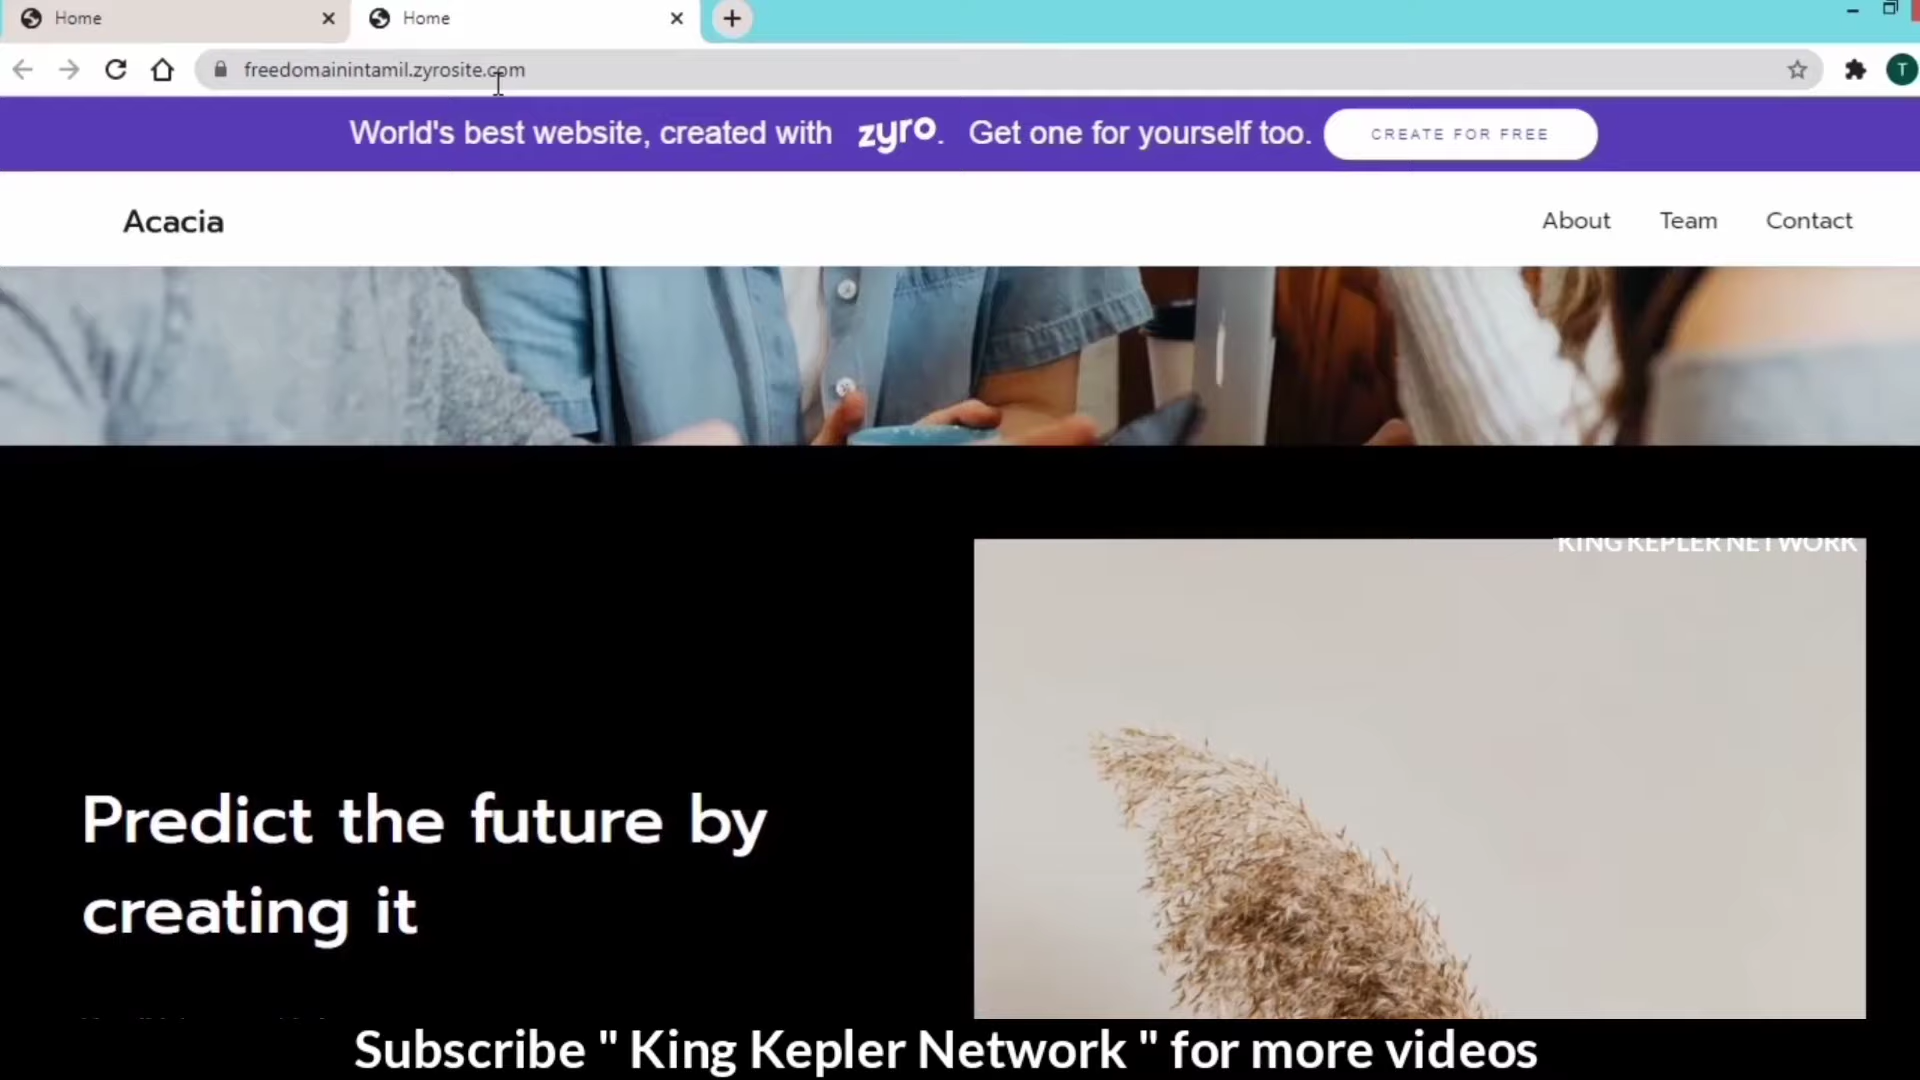 Home
Home
freedomainintamil.zyrosite.com
T
World's best website, created with zyro. Get one for yourself too.
CREATE FOR FREE
Acacia
About
Team
Contact
KING KEPLER NETWORK
Predict the future by
creating it
Subscribe " King Kepler Network " for more videos